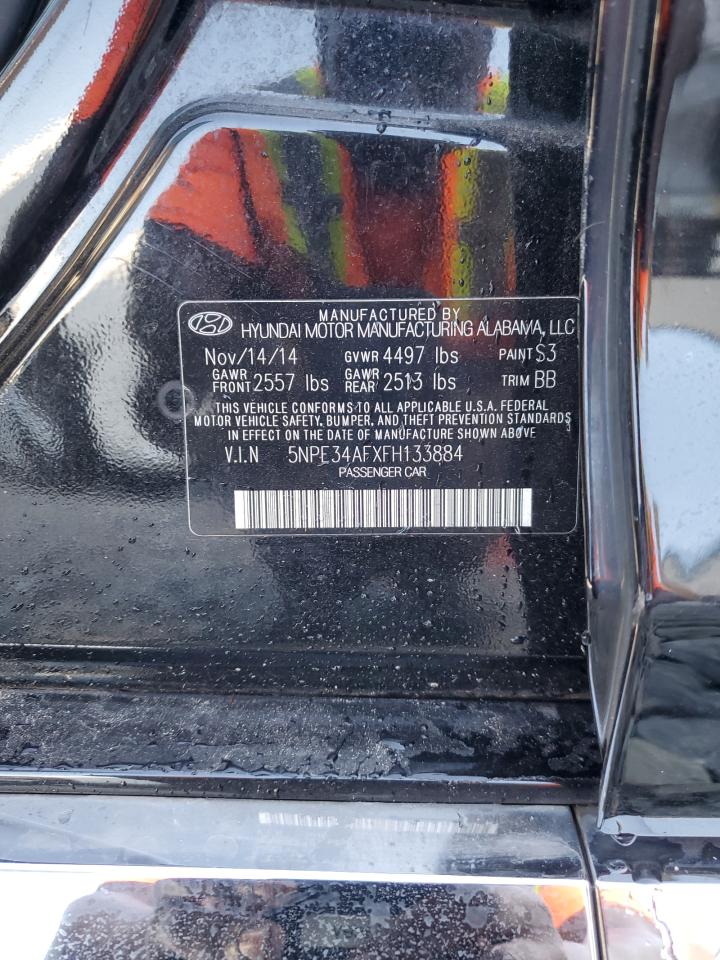 MANUFACTURED BY
HYUNDAI MOTOR MANUFACTURING ALABAMA, LLC
Nov/14/14 GVWR 4497 lbs PAINT S3
GAWR FRONT 2557 lbs GAWR REAR 2513 lbs TRIM BB
THIS VEHICLE CONFORMS TO ALL APPLICABLE U.S.A. FEDERAL
MOTOR VEHICLE SAFETY, BUMPER, AND THEFT PREVENTION STANDARDS
IN EFFECT ON THE DATE OF MANUFACTURE SHOWN ABOVE
V.I.N 5NPE34AFXFH133884
PASSENGER CAR